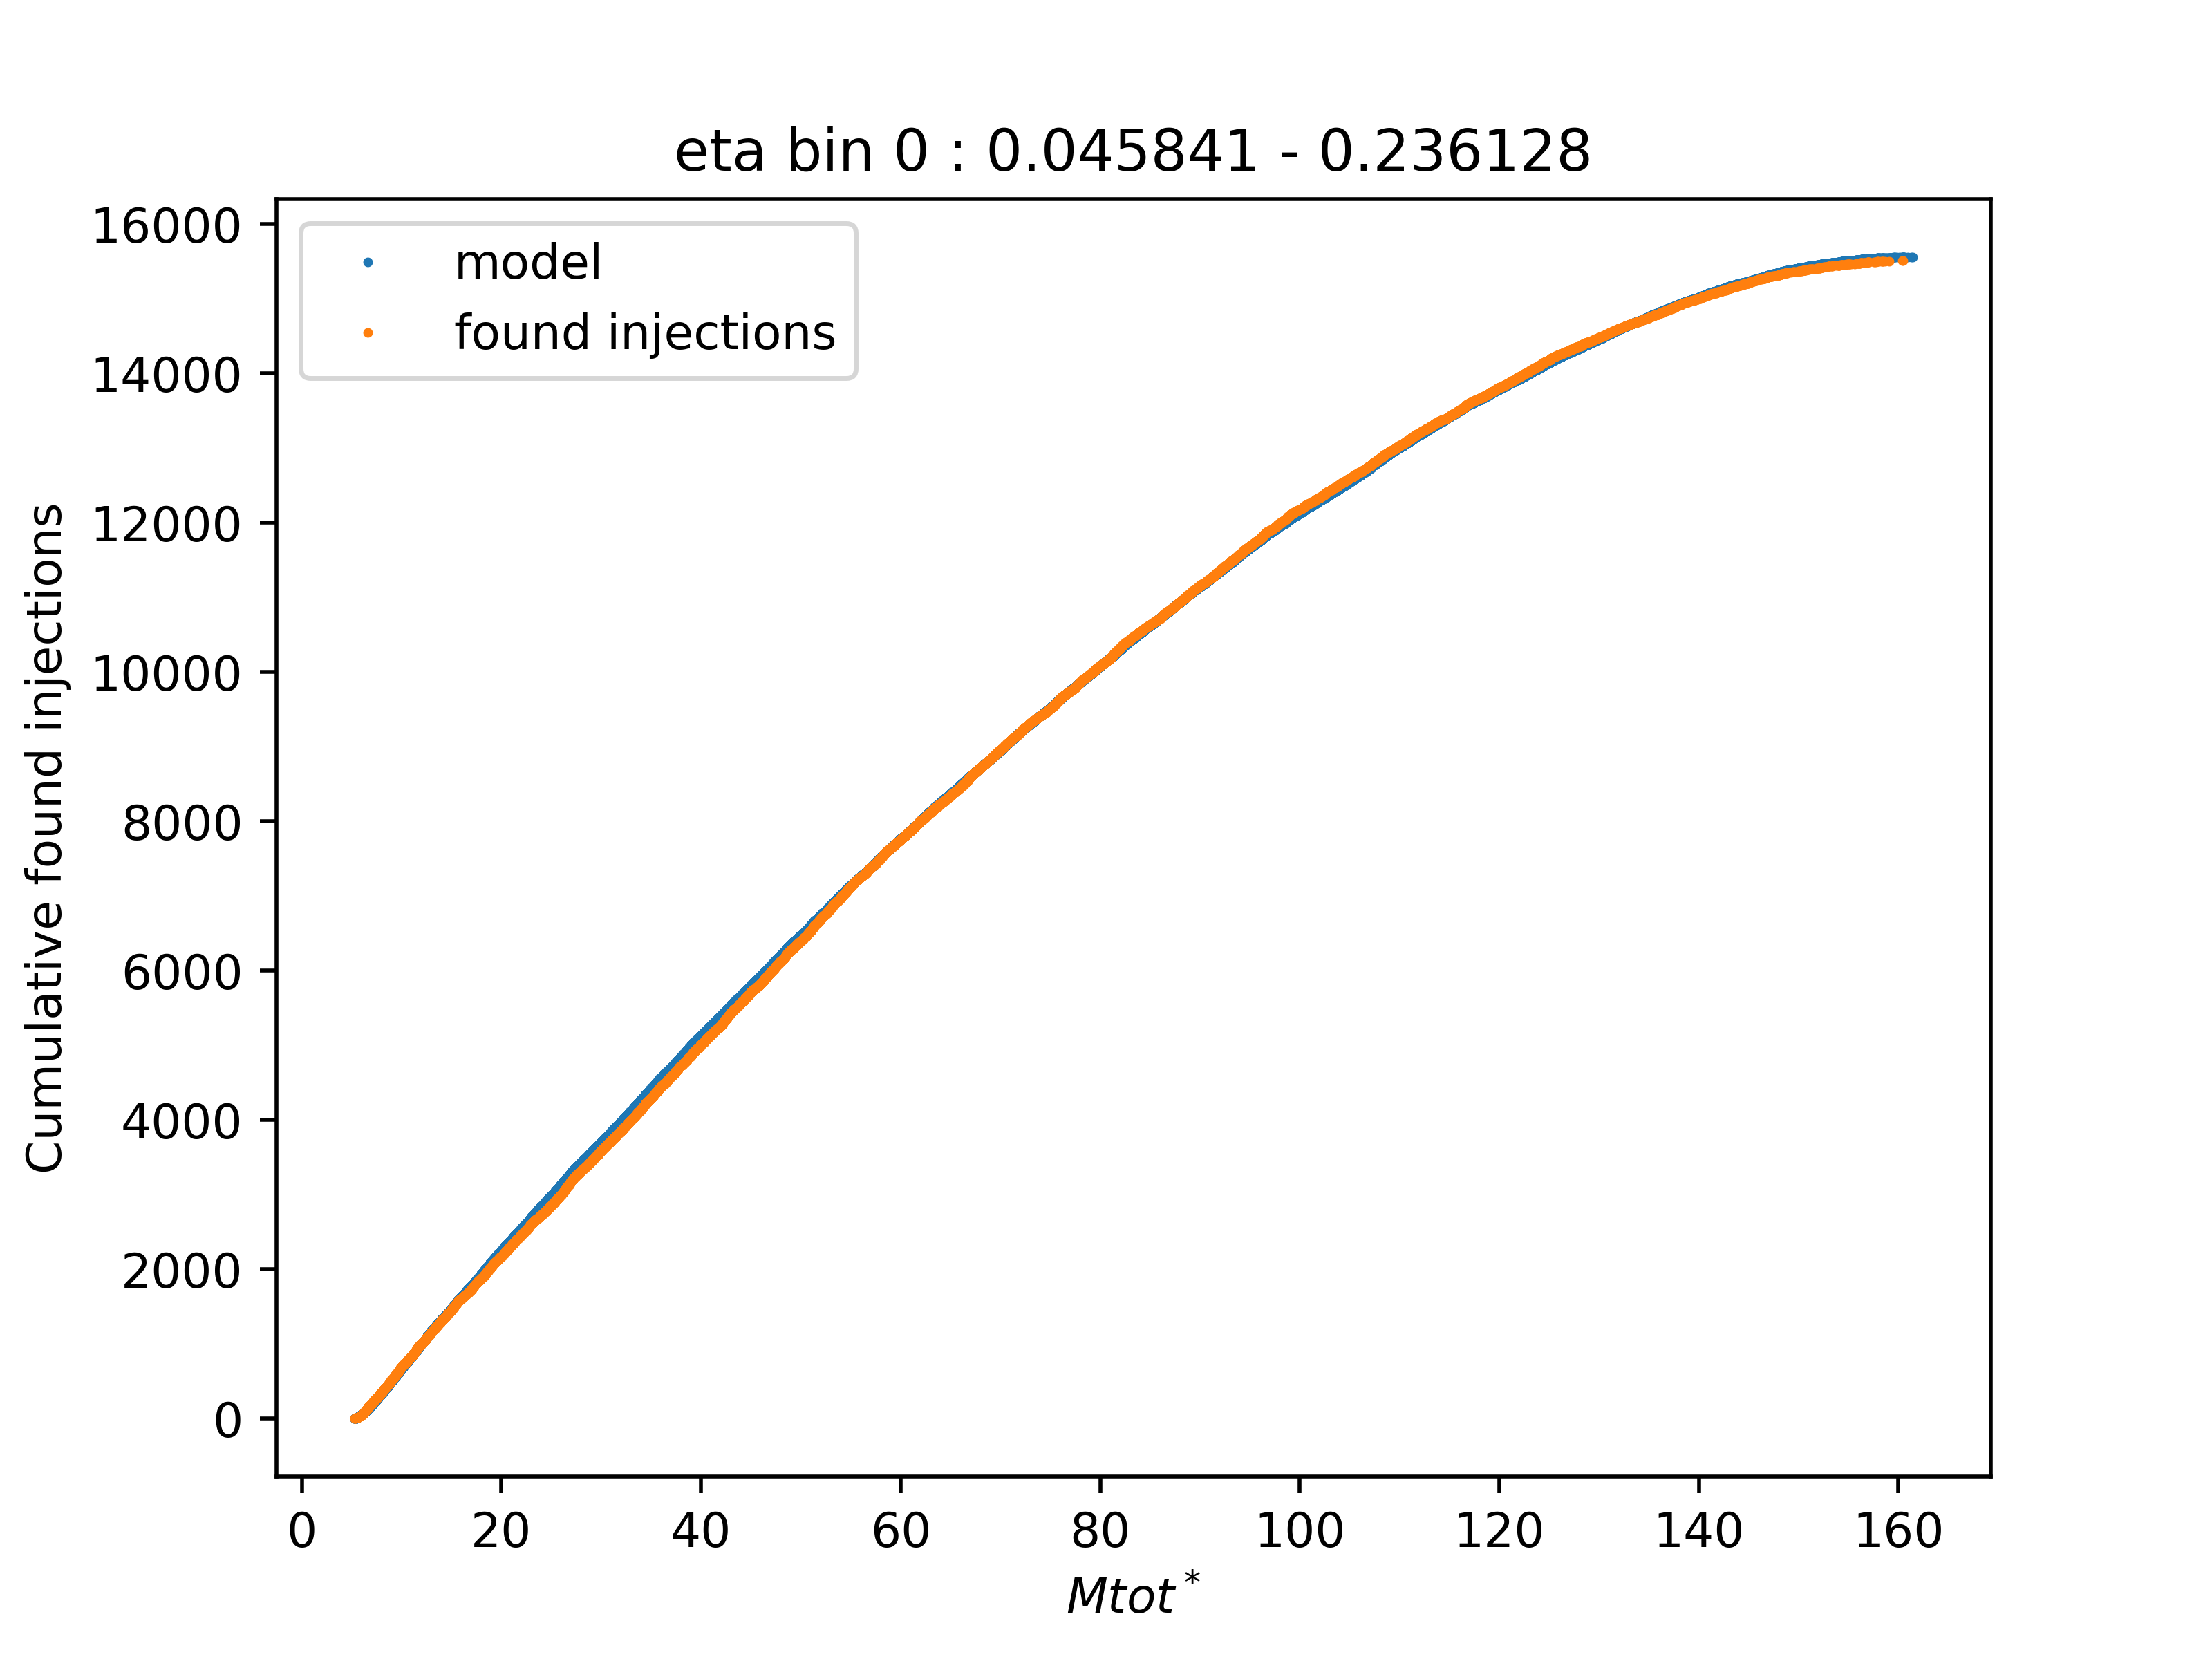 eta bin 0 : 0.045841 - 0.236128
model
found injections
Cumulative found injections
16000
14000
12000
10000
8000
6000
4000
2000
0
0 20 40 60 80 100 120 140 160
Mtot*